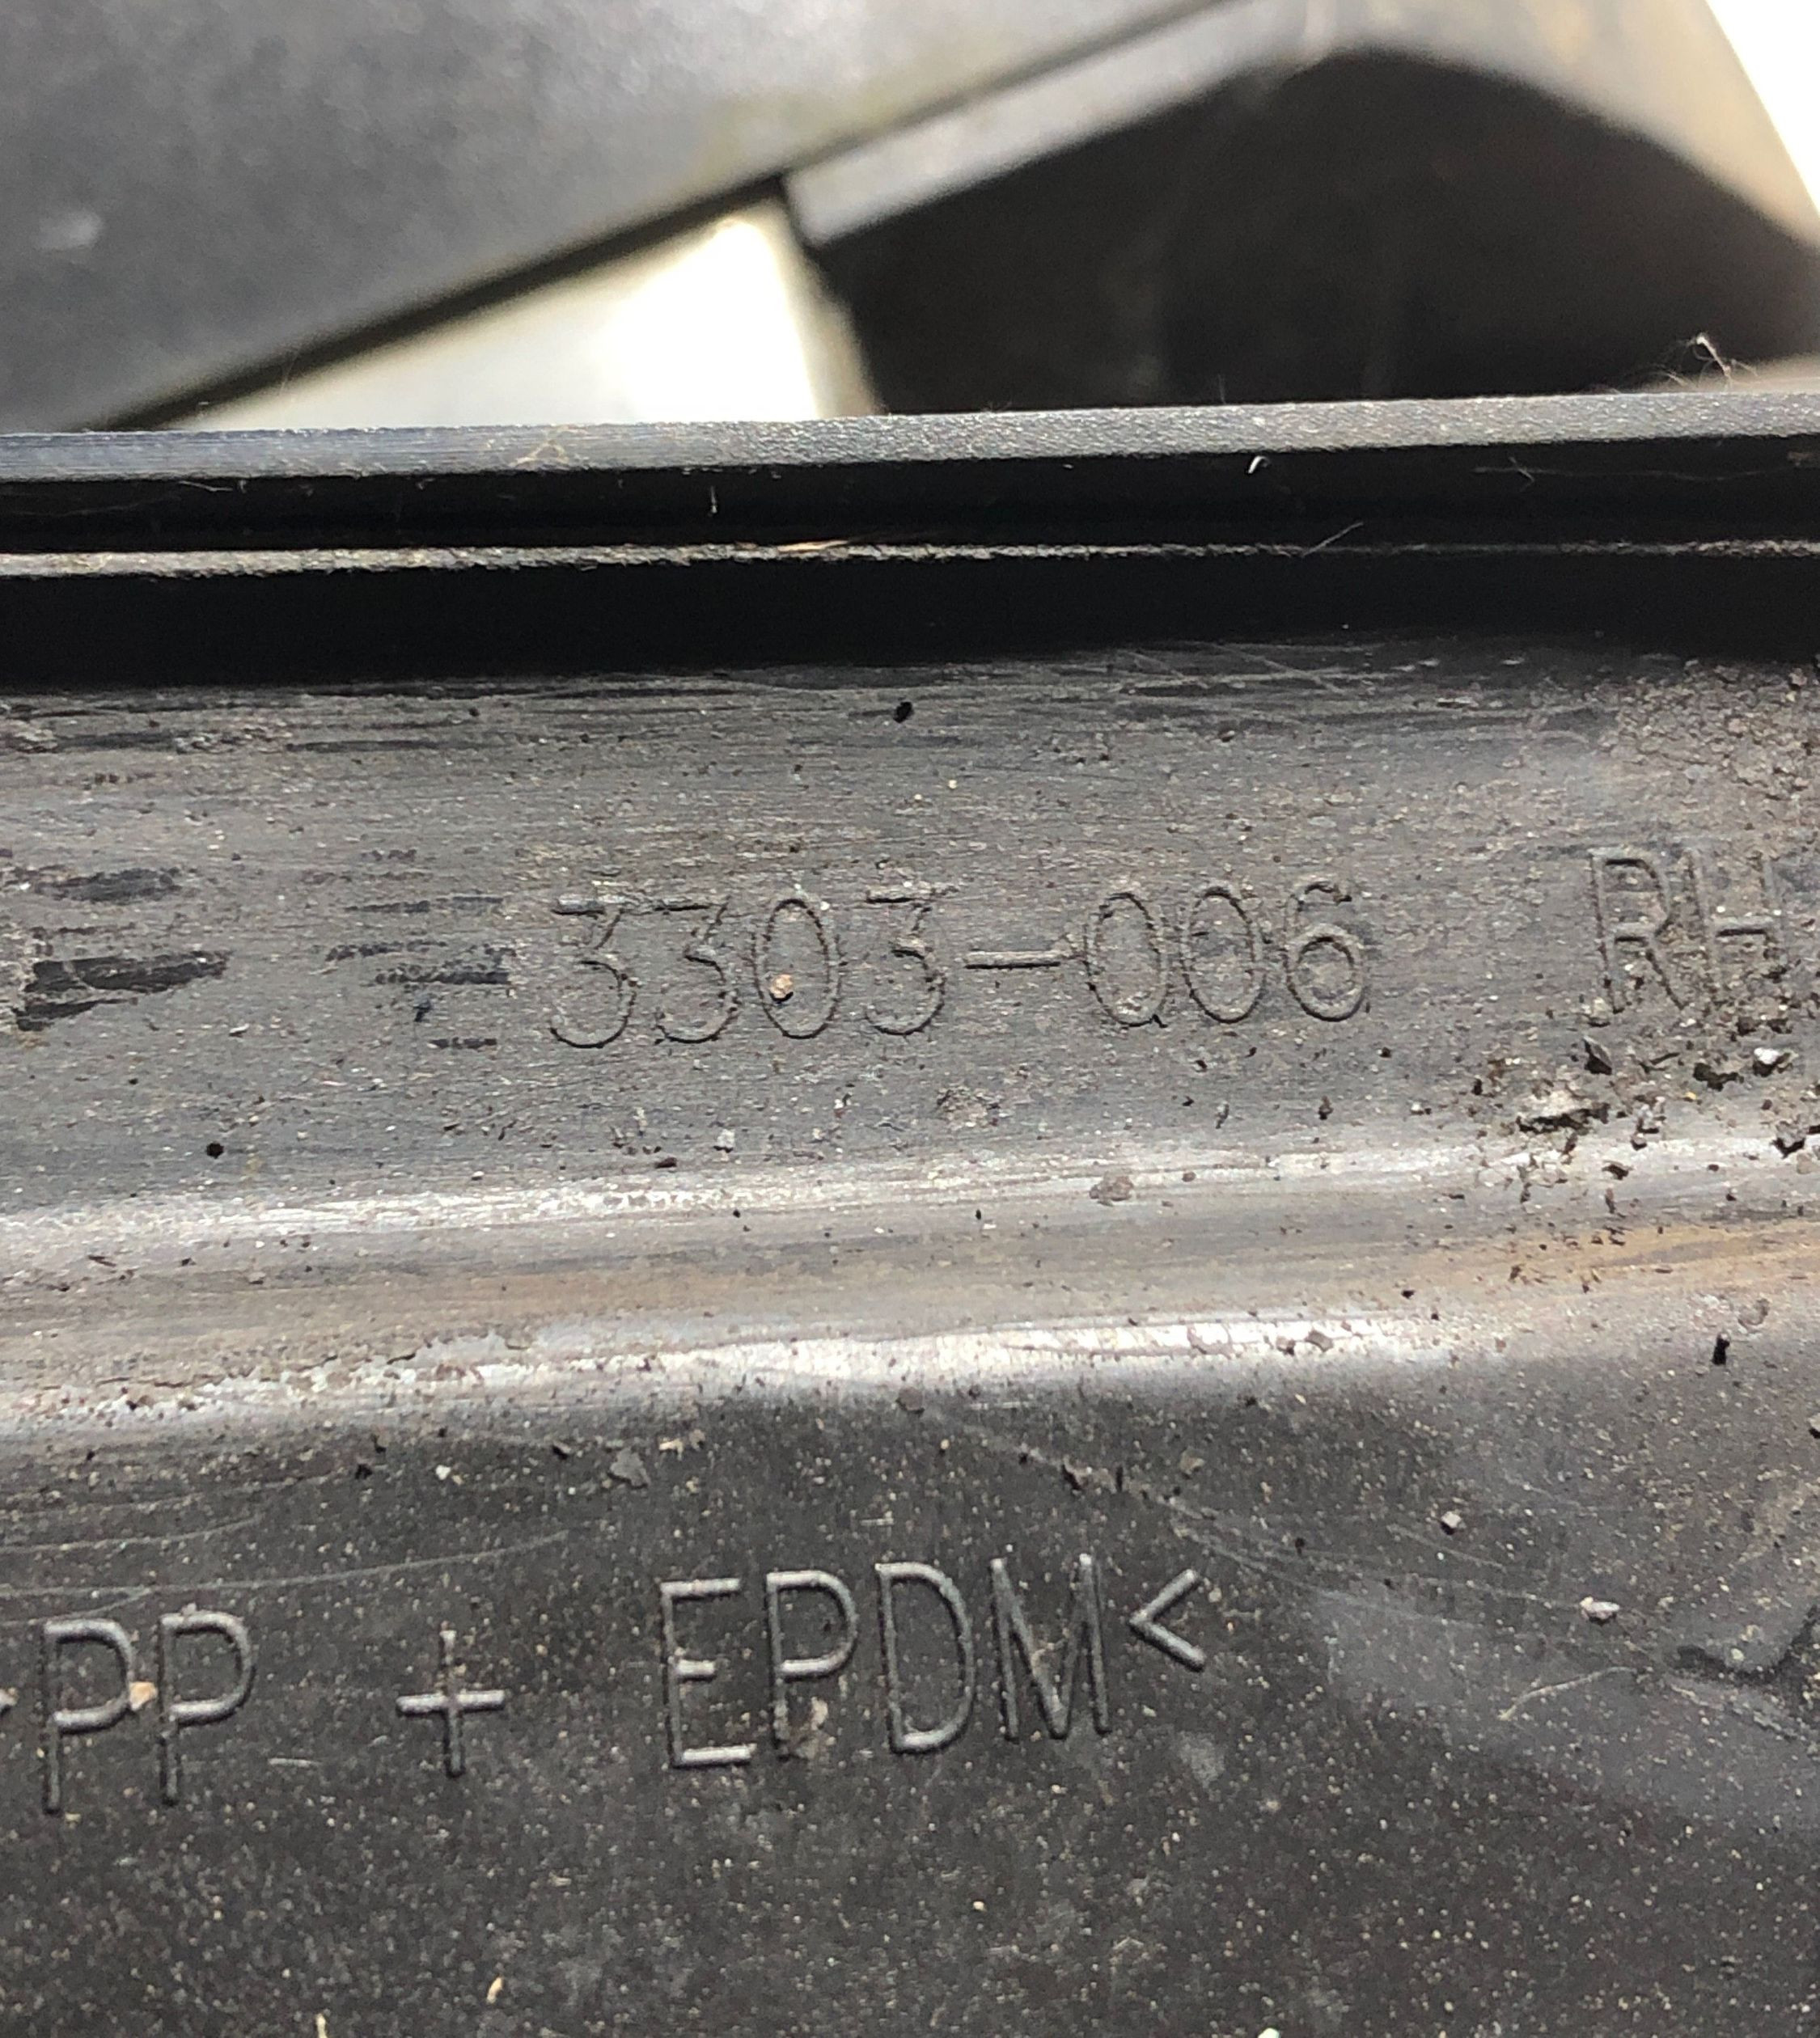 3303-006 RH
>PP + EPDM<